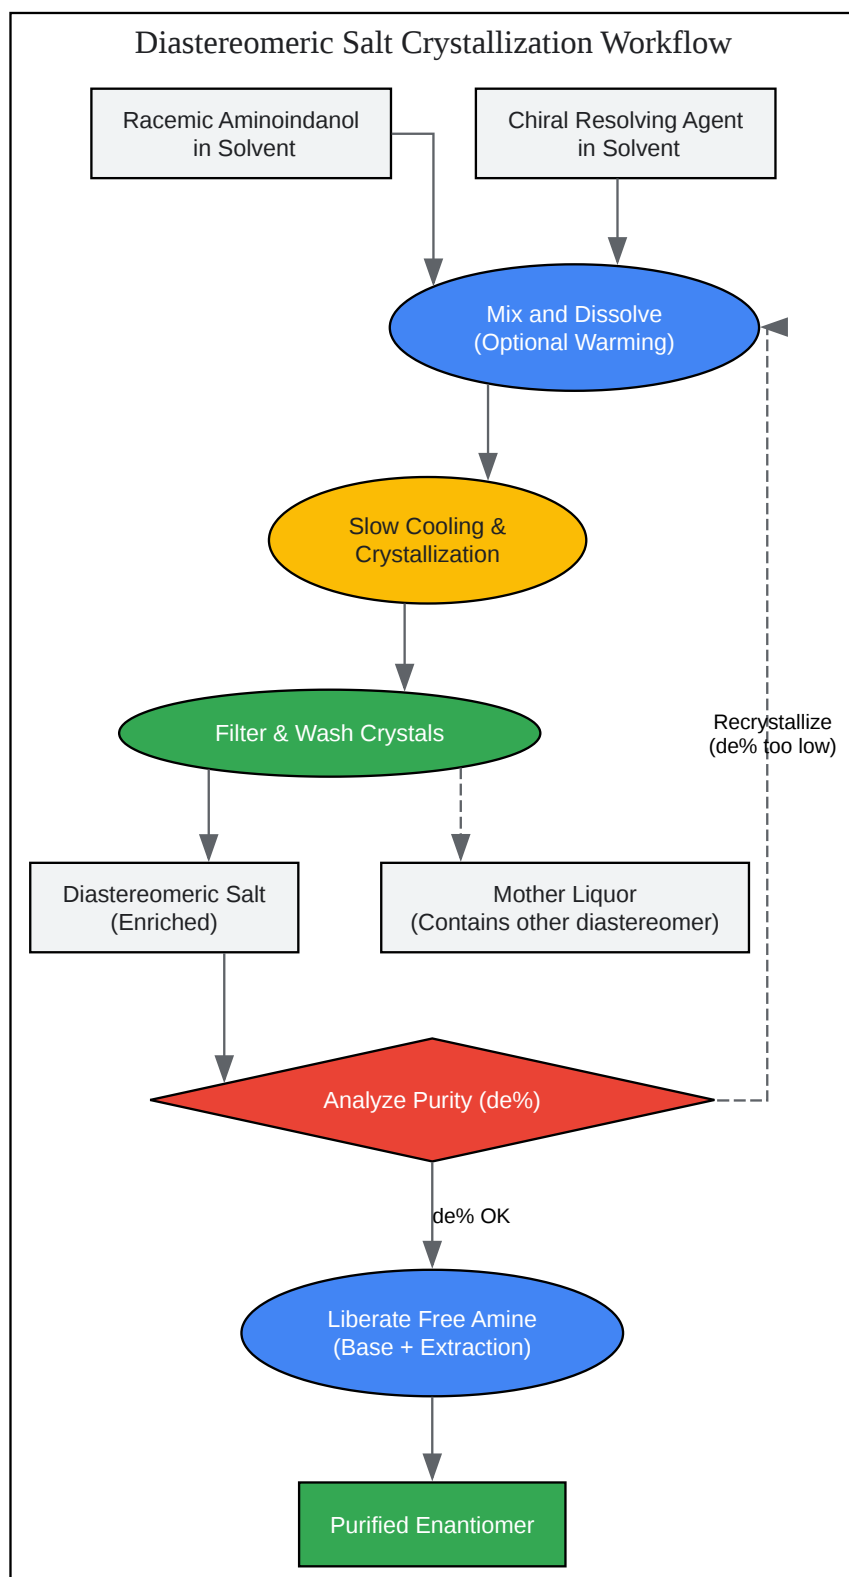 Diastereomeric Salt Crystallization Workflow
Racemic Aminoindanol
in Solvent
Chiral Resolving Agent
in Solvent
Mix and Dissolve
(Optional Warming)
Slow Cooling &
Crystallization
Filter & Wash Crystals
Recrystallize
(de% too low)
Diastereomeric Salt
(Enriched)
Mother Liquor
(Contains other diastereomer)
Analyze Purity (de%)
de% OK
Liberate Free Amine
(Base + Extraction)
Purified Enantiomer